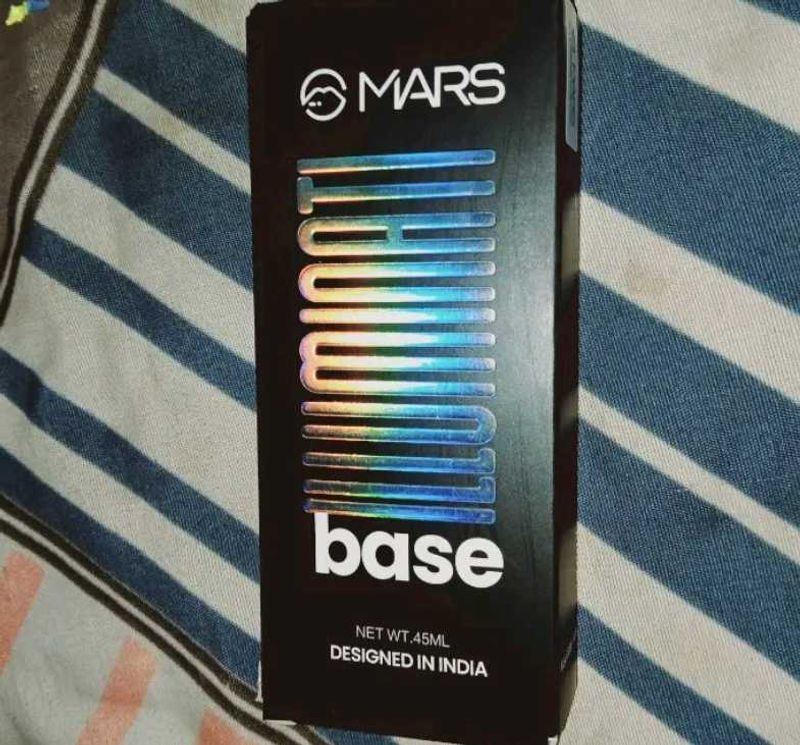 MARS
ILLUMINATI
base
NET WT.45ML
DESIGNED IN INDIA